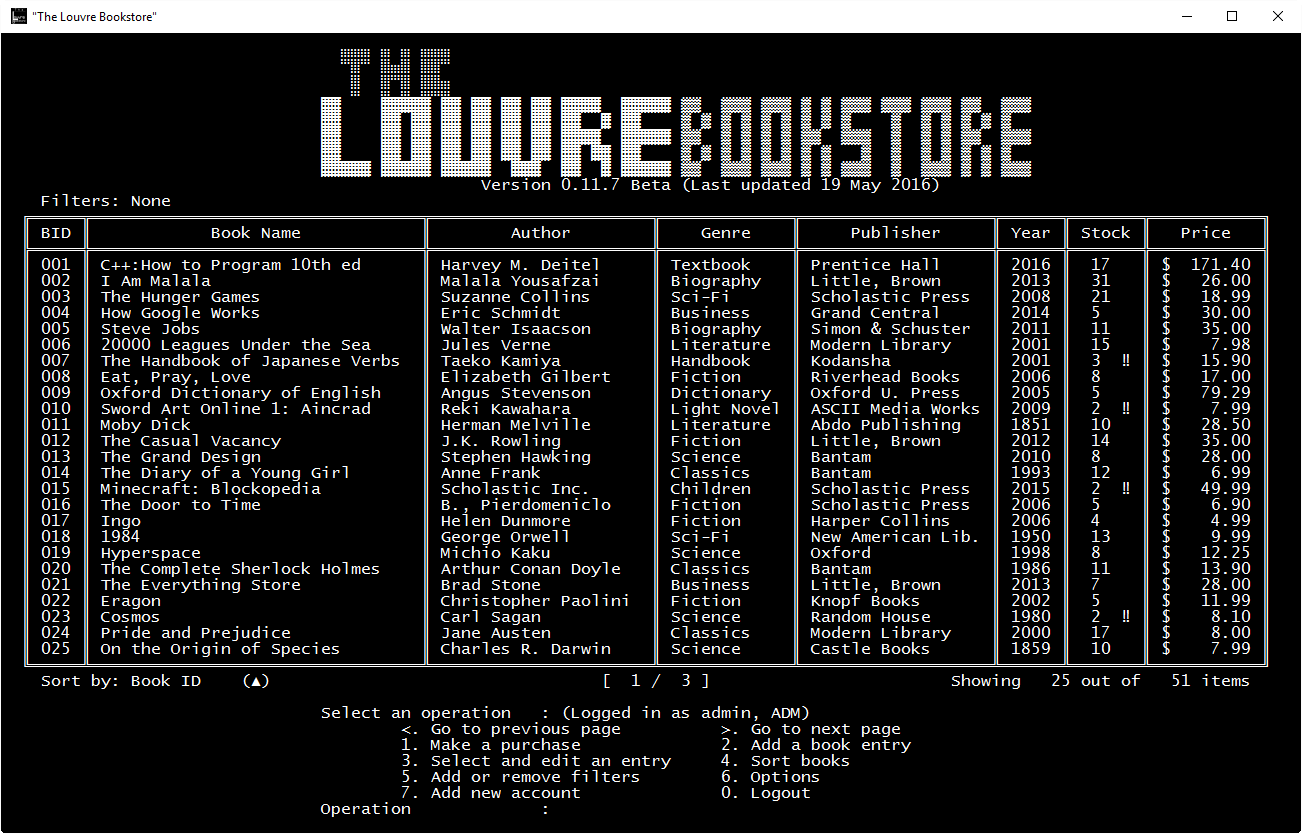 "The Louvre Bookstore"
THE
LOUVRE BOOKSTORE
Version 0.11.7 Beta (Last updated 19 May 2016)
Filters: None
BID Book Name Author Genre Publisher Year Stock Price
001 C++:How to Program 10th ed Harvey M. Deitel Textbook Prentice Hall 2016 17 $ 171.40
002 I Am Malala Malala Yousafzai Biography Little, Brown 2013 31 $ 26.00
003 The Hunger Games Suzanne Collins Sci-Fi Scholastic Press 2008 21 $ 18.99
004 How Google Works Eric Schmidt Business Grand Central 2014 5 $ 30.00
005 Steve Jobs Walter Isaacson Biography Simon & Schuster 2011 11 $ 35.00
006 20000 Leagues Under the Sea Jules Verne Literature Modern Library 2001 15 $ 7.98
007 The Handbook of Japanese Verbs Taeko Kamiya Handbook Kodansha 2001 3 ‼ $ 15.90
008 Eat, Pray, Love Elizabeth Gilbert Fiction Riverhead Books 2006 8 $ 17.00
009 Oxford Dictionary of English Angus Stevenson Dictionary Oxford U. Press 2005 5 $ 79.29
010 Sword Art Online 1: Aincrad Reki Kawahara Light Novel ASCII Media Works 2009 2 ‼ $ 7.99
011 Moby Dick Herman Melville Literature Abdo Publishing 1851 10 $ 28.50
012 The Casual Vacancy J.K. Rowling Fiction Little, Brown 2012 14 $ 35.00
013 The Grand Design Stephen Hawking Science Bantam 2010 8 $ 28.00
014 The Diary of a Young Girl Anne Frank Classics Bantam 1993 12 $ 6.99
015 Minecraft: Blockopedia Scholastic Inc. Children Scholastic Press 2015 2 ‼ $ 49.99
016 The Door to Time B., Pierdomeniclo Fiction Scholastic Press 2006 5 $ 6.90
017 Ingo Helen Dunmore Fiction Harper Collins 2006 4 $ 4.99
018 1984 George Orwell Sci-Fi New American Lib. 1950 13 $ 9.99
019 Hyperspace Michio Kaku Science Oxford 1998 8 $ 12.25
020 The Complete Sherlock Holmes Arthur Conan Doyle Classics Bantam 1986 11 $ 13.90
021 The Everything Store Brad Stone Business Little, Brown 2013 7 $ 28.00
022 Eragon Christopher Paolini Fiction Knopf Books 2002 5 $ 11.99
023 Cosmos Carl Sagan Science Random House 1980 2 ‼ $ 8.10
024 Pride and Prejudice Jane Austen Classics Modern Library 2000 17 $ 8.00
025 On the Origin of Species Charles R. Darwin Science Castle Books 1859 10 $ 7.99
Sort by: Book ID (▲) [ 1 / 3 ] Showing 25 out of 51 items
Select an operation : (Logged in as admin, ADM)
<. Go to previous page >. Go to next page
1. Make a purchase 2. Add a book entry
3. Select and edit an entry 4. Sort books
5. Add or remove filters 6. Options
7. Add new account 0. Logout
Operation :